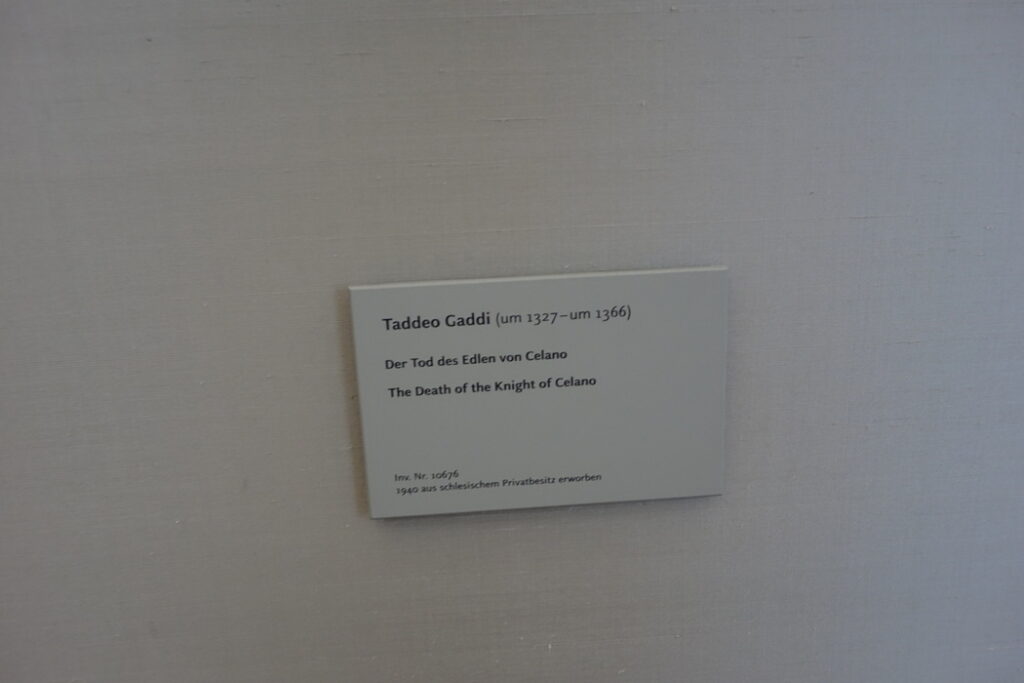 Taddeo Gaddi (um 1327–um 1366)
Der Tod des Edlen von Celano
The Death of the Knight of Celano
Inv. Nr. 10676
1940 aus schlesischem Privatbesitz erworben